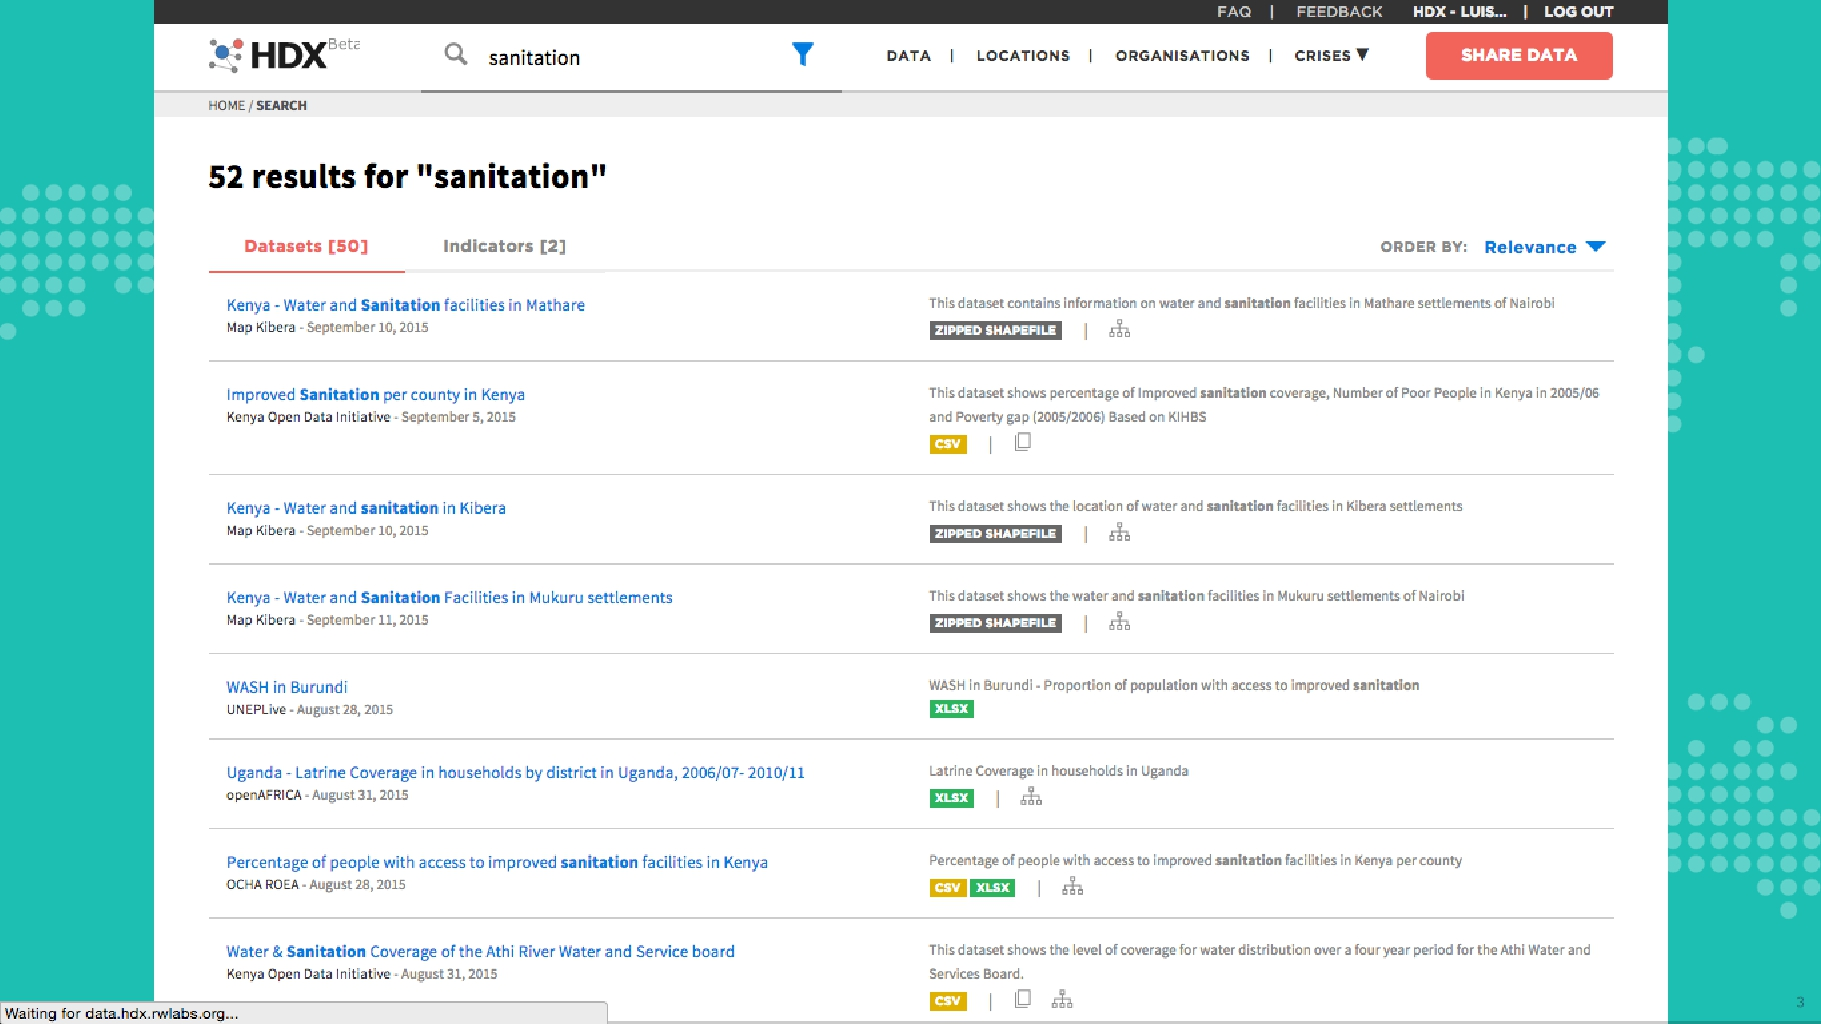 FAQ | FEEDBACK HDX - LUIS... | LOG OUT
HDX Beta sanitation DATA | LOCATIONS | ORGANISATIONS | CRISES ▼ SHARE DATA
HOME / SEARCH
52 results for "sanitation"
Datasets [50] Indicators [2] ORDER BY: Relevance
Kenya - Water and Sanitation facilities in Mathare
Map Kibera - September 10, 2015
This dataset contains information on water and sanitation facilities in Mathare settlements of Nairobi
ZIPPED SHAPEFILE |
Improved Sanitation per county in Kenya
Kenya Open Data Initiative - September 5, 2015
This dataset shows percentage of Improved sanitation coverage, Number of Poor People in Kenya in 2005/06
and Poverty gap (2005/2006) Based on KIHBS
CSV |
Kenya - Water and sanitation in Kibera
Map Kibera - September 10, 2015
This dataset shows the location of water and sanitation facilities in Kibera settlements
ZIPPED SHAPEFILE |
Kenya - Water and Sanitation Facilities in Mukuru settlements
Map Kibera - September 11, 2015
This dataset shows the water and sanitation facilities in Mukuru settlements of Nairobi
ZIPPED SHAPEFILE |
WASH in Burundi
UNEPLive - August 28, 2015
WASH in Burundi - Proportion of population with access to improved sanitation
XLSX
Uganda - Latrine Coverage in households by district in Uganda, 2006/07- 2010/11
openAFRICA - August 31, 2015
Latrine Coverage in households in Uganda
XLSX |
Percentage of people with access to improved sanitation facilities in Kenya
OCHA ROEA - August 28, 2015
Percentage of people with access to improved sanitation facilities in Kenya per county
CSV XLSX |
Water & Sanitation Coverage of the Athi River Water and Service board
Kenya Open Data Initiative - August 31, 2015
This dataset shows the level of coverage for water distribution over a four year period for the Athi Water and
Services Board.
CSV |
Waiting for data.hdx.rwlabs.org...
3